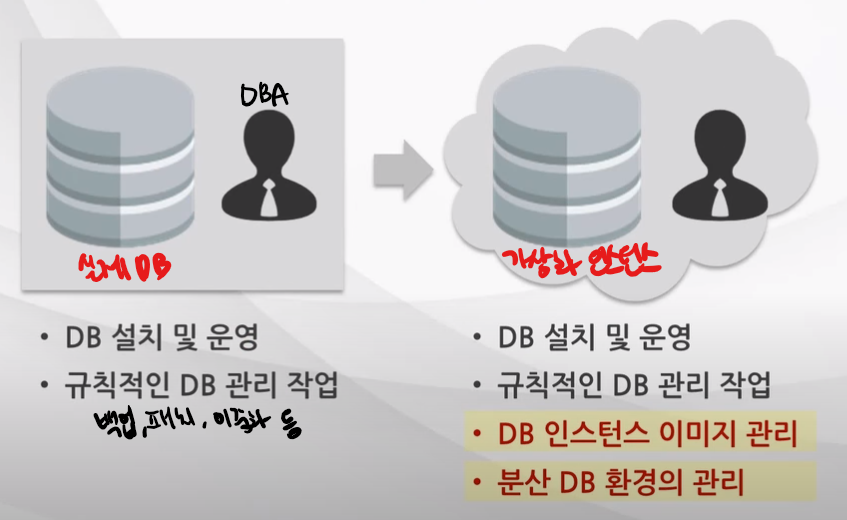 DBA
실제 DB
가상화 인스턴스
• DB 설치 및 운영
• 규칙적인 DB 관리 작업
백업, 패치, 이중화 등
• DB 설치 및 운영
• 규칙적인 DB 관리 작업
• DB 인스턴스 이미지 관리
• 분산 DB 환경의 관리